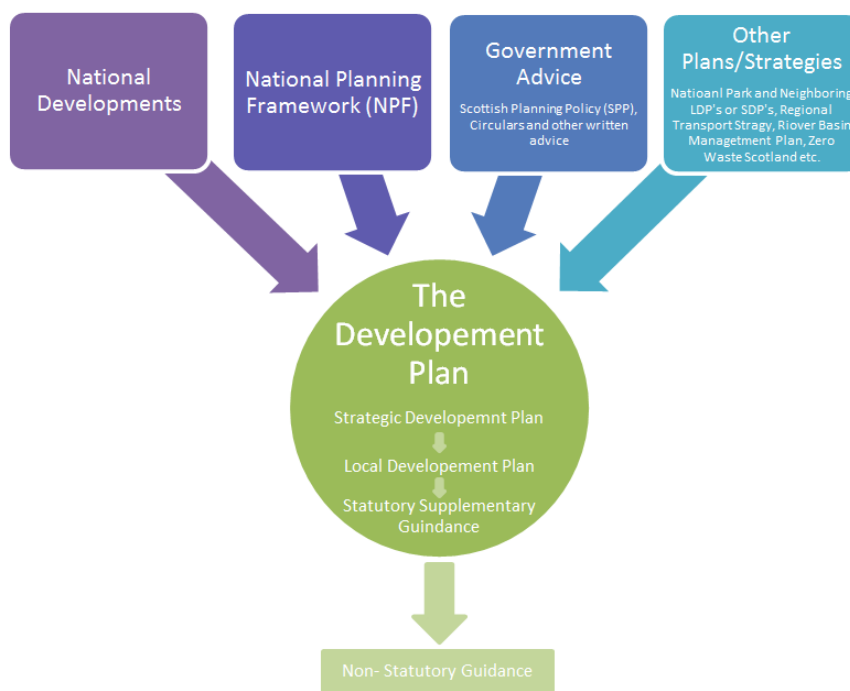 National
Developments
National Planning
Framework (NPF)
Government
Advice
Scottish Planning Policy (SPP),
Circulars and other written
advice
Other
Plans/Strategies
Natioanl Park and Neighboring
LDP's or SDP's, Regional
Transport Stragy, Riover Basin
Managetment Plan, Zero
Waste Scotland etc.
The
Developement
Plan
Strategic Developemnt Plan
Local Developement Plan
Statutory Supplementary
Guindance
Non- Statutory Guidance